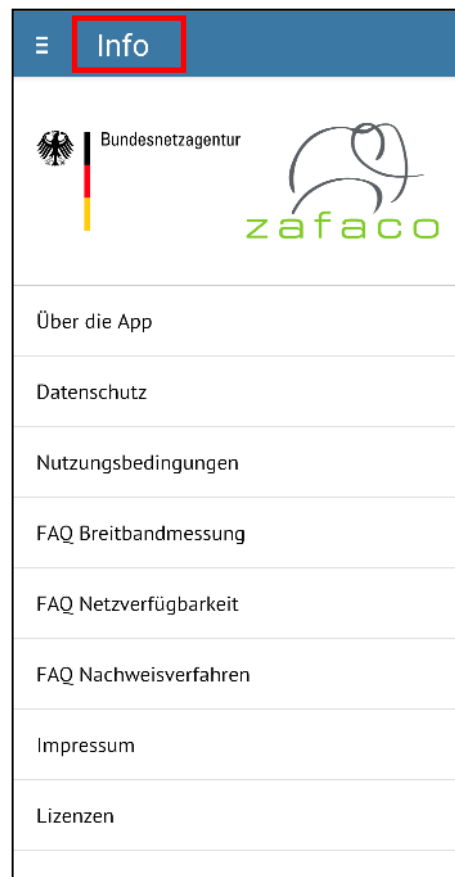 Info
Bundesnetzagentur
zafaco
Über die App
Datenschutz
Nutzungsbedingungen
FAQ Breitbandmessung
FAQ Netzverfügbarkeit
FAQ Nachweisverfahren
Impressum
Lizenzen